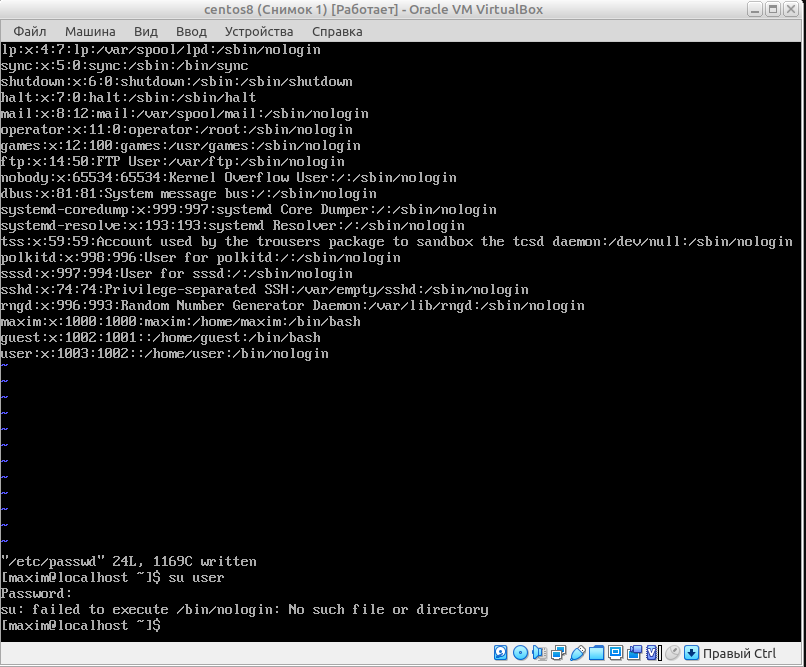 centos8 (Снимок 1) [Работает] - Oracle VM VirtualBox
Файл Машина Вид Ввод Устройства Справка
lp:x:4:7:lp:/var/spool/lpd:/sbin/nologin
sync:x:5:0:sync:/sbin:/bin/sync
shutdown:x:6:0:shutdown:/sbin:/sbin/shutdown
halt:x:7:0:halt:/sbin:/sbin/halt
mail:x:8:12:mail:/var/spool/mail:/sbin/nologin
operator:x:11:0:operator:/root:/sbin/nologin
games:x:12:100:games:/usr/games:/sbin/nologin
ftp:x:14:50:FTP User:/var/ftp:/sbin/nologin
nobody:x:65534:65534:Kernel Overflow User:/:/sbin/nologin
dbus:x:81:81:System message bus:/:/sbin/nologin
systemd-coredump:x:999:997:systemd Core Dumper:/:/sbin/nologin
systemd-resolve:x:193:193:systemd Resolver:/:/sbin/nologin
tss:x:59:59:Account used by the trousers package to sandbox the tcsd daemon:/dev/null:/sbin/nologin
polkitd:x:998:996:User for polkitd:/:/sbin/nologin
sssd:x:997:994:User for sssd:/:/sbin/nologin
sshd:x:74:74:Privilege-separated SSH:/var/empty/sshd:/sbin/nologin
rngd:x:996:993:Random Number Generator Daemon:/var/lib/rngd:/sbin/nologin
maxim:x:1000:1000:maxim:/home/maxim:/bin/bash
guest:x:1002:1001::/home/guest:/bin/bash
user:x:1003:1002::/home/user:/bin/nologin
~
~
~
~
~
~
~
~
~
~
~
~
"/etc/passwd" 24L, 1169C written
[maxim@localhost ~]$ su user
Password:
su: failed to execute /bin/nologin: No such file or directory
[maxim@localhost ~]$
Правый Ctrl